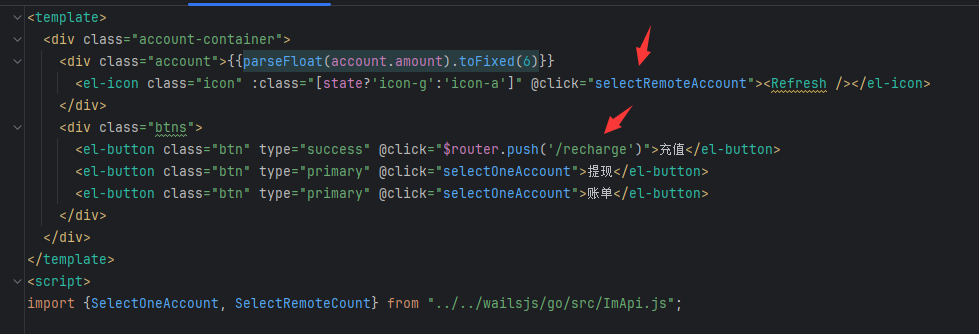 <template>
<div class="account-container">
<div class="account">{{parseFloat(account.amount).toFixed(6)}}
<el-icon class="icon" :class="[state?'icon-g':'icon-a']" @click="selectRemoteAccount"><Refresh /></el-icon>
</div>
<div class="btns">
<el-button class="btn" type="success" @click="$router.push('/recharge')">充值</el-button>
<el-button class="btn" type="primary" @click="selectOneAccount">提现</el-button>
<el-button class="btn" type="primary" @click="selectOneAccount">账单</el-button>
</div>
</div>
</template>
<script>
import {SelectOneAccount, SelectRemoteCount} from "../../wailsjs/go/src/ImApi.js";